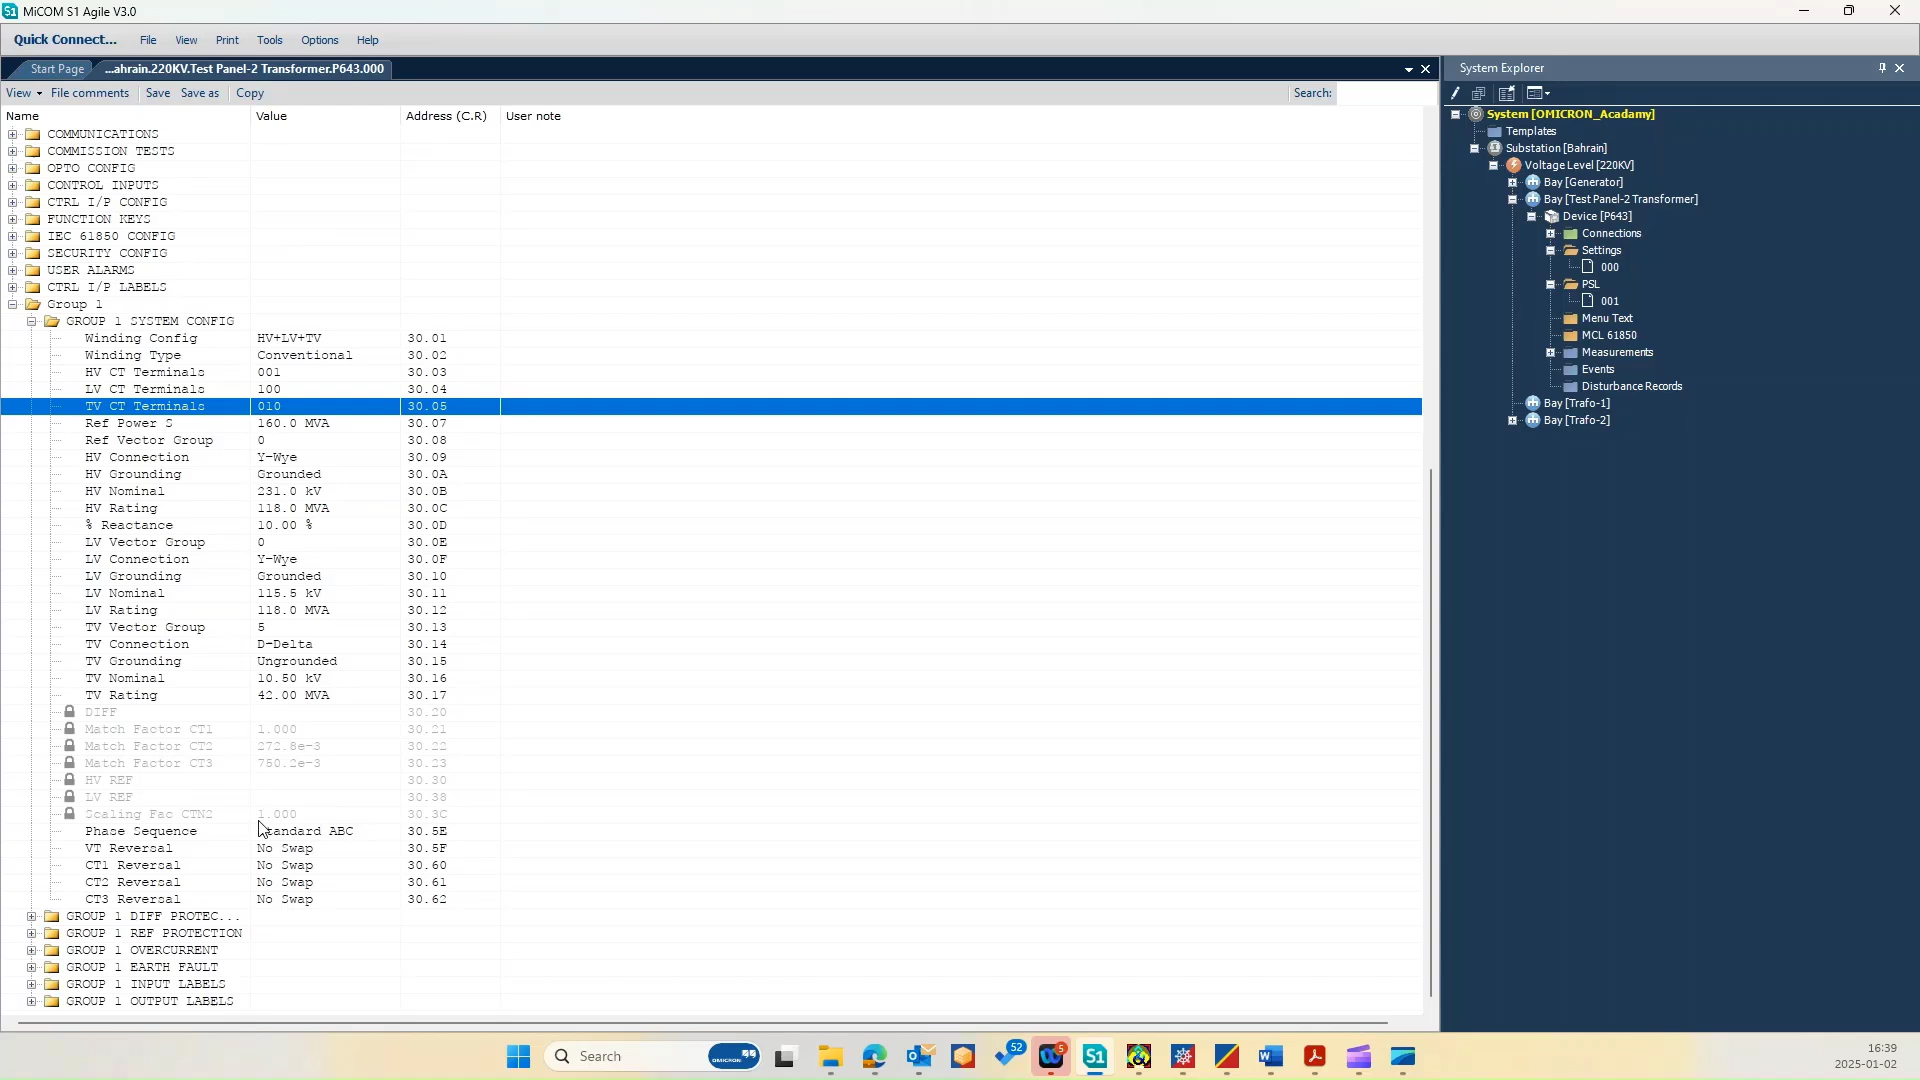 MiCOM S1 Agile V3.0
Quick Connect... File View Print Tools Options Help
Start Page ...ahrain.220KV.Test Panel-2 Transformer.P643.000
View File comments Save Save as Copy Search:
Name Value Address (C.R) User note
COMMUNICATIONS
COMMISSION TESTS
OPTO CONFIG
CONTROL INPUTS
CTRL I/P CONFIG
FUNCTION KEYS
IEC 61850 CONFIG
SECURITY CONFIG
USER ALARMS
CTRL I/P LABELS
Group 1
GROUP 1 SYSTEM CONFIG
Winding Config HV+LV+TV 30.01
Winding Type Conventional 30.02
HV CT Terminals 001 30.03
LV CT Terminals 100 30.04
TV CT Terminals 010 30.05
Ref Power S 160.0 MVA 30.07
Ref Vector Group 0 30.08
HV Connection Y-Wye 30.09
HV Grounding Grounded 30.0A
HV Nominal 231.0 kV 30.0B
HV Rating 118.0 MVA 30.0C
% Reactance 10.00 % 30.0D
LV Vector Group 0 30.0E
LV Connection Y-Wye 30.0F
LV Grounding Grounded 30.10
LV Nominal 115.5 kV 30.11
LV Rating 118.0 MVA 30.12
TV Vector Group 5 30.13
TV Connection D-Delta 30.14
TV Grounding Ungrounded 30.15
TV Nominal 10.50 kV 30.16
TV Rating 42.00 MVA 30.17
DIFF 30.20
Match Factor CT1 1.000 30.21
Match Factor CT2 272.8e-3 30.22
Match Factor CT3 750.2e-3 30.23
HV REF 30.30
LV REF 30.38
Scaling Fac CTN2 1.000 30.3C
Phase Sequence Standard ABC 30.5E
VT Reversal No Swap 30.5F
CT1 Reversal No Swap 30.60
CT2 Reversal No Swap 30.61
CT3 Reversal No Swap 30.62
GROUP 1 DIFF PROTEC...
GROUP 1 REF PROTECTION
GROUP 1 OVERCURRENT
GROUP 1 EARTH FAULT
GROUP 1 INPUT LABELS
GROUP 1 OUTPUT LABELS
System Explorer
System [OMICRON_Acadamy]
Templates
Substation [Bahrain]
Voltage Level [220KV]
Bay [Generator]
Bay [Test Panel-2 Transformer]
Device [P643]
Connections
Settings
000
PSL
001
Menu Text
MCL 61850
Measurements
Events
Disturbance Records
Bay [Trafo-1]
Bay [Trafo-2]
Search OMICRON 52 5 S1
16:39
2025-01-02